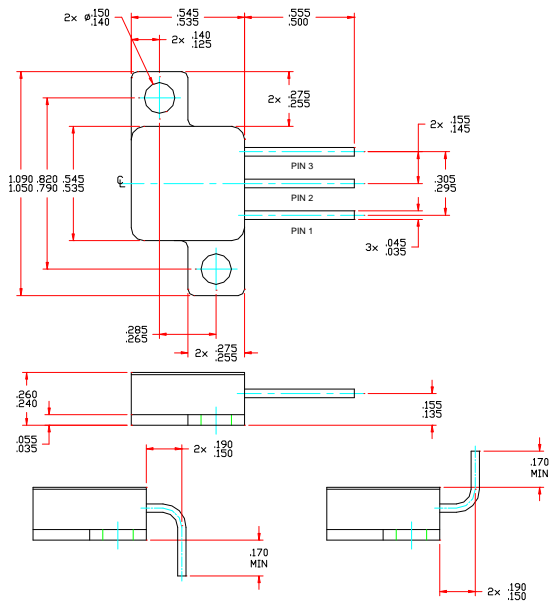 2x ø.150
.140
.545
.535
.555
.500
2x .140
.125
2x .275
.255
2x .155
.145
PIN 3
1.090
1.050
.820
.790
.545
.535
℄
PIN 2
.305
.295
PIN 1
3x .045
.035
.285
.265
2x .275
.255
.260
.240
.155
.135
.055
.035
2x .190
.150
.170
MIN
.170
MIN
2x .190
.150